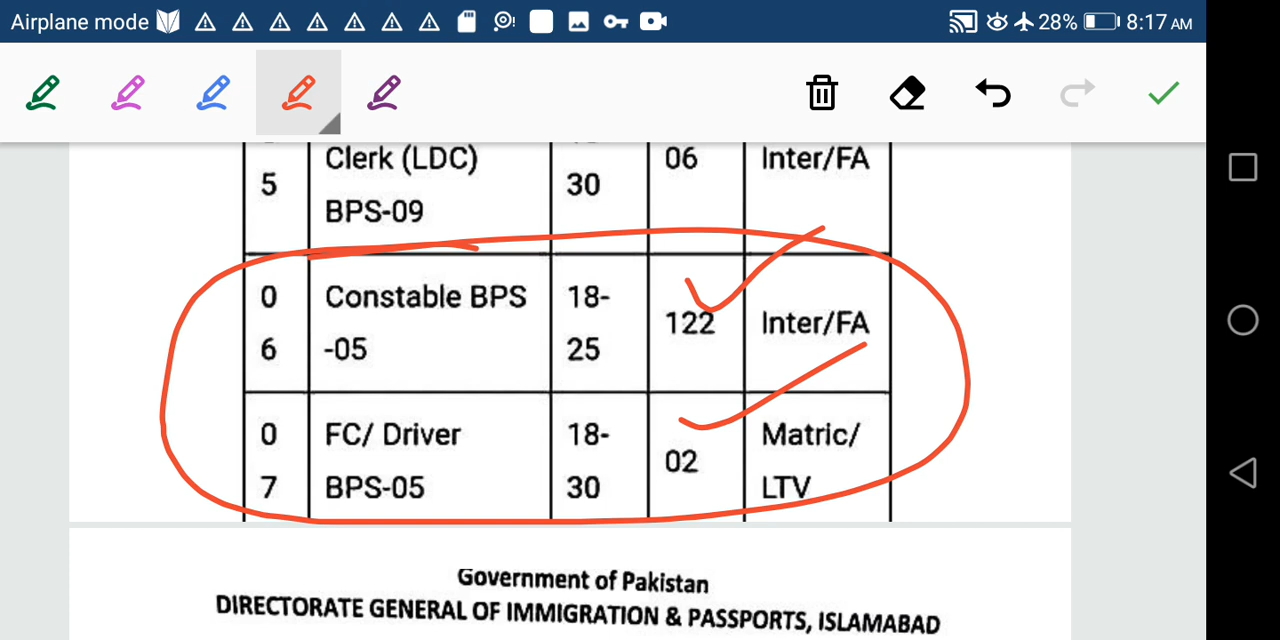 Airplane mode 28% 8:17 AM
Clerk (LDC) 06 Inter/FA
5 30
BPS-09
0 Constable BPS 18-
122 Inter/FA
6 -05 25
0 FC/ Driver 18- Matric/
02
7 BPS-05 30 LTV
Government of Pakistan
DIRECTORATE GENERAL OF IMMIGRATION & PASSPORTS, ISLAMABAD